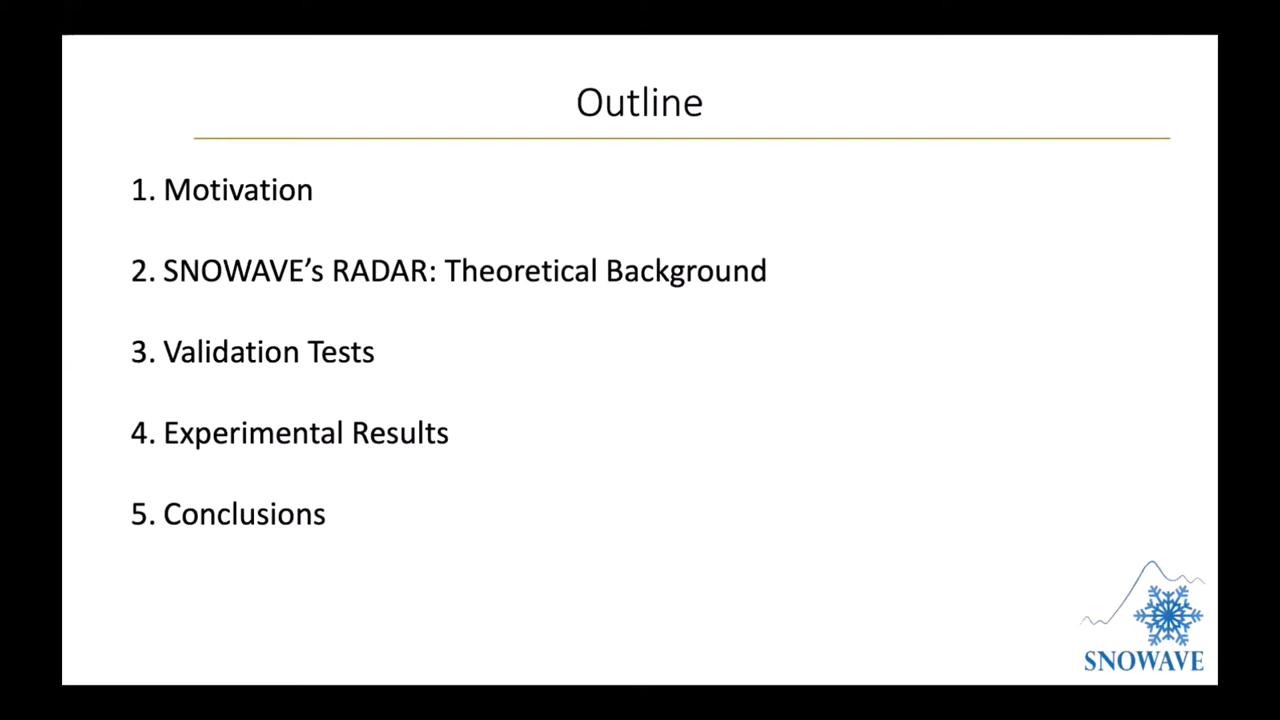 Outline
1. Motivation
2. SNOWAVE’s RADAR: Theoretical Background
3. Validation Tests
4. Experimental Results
5. Conclusions
SNOWAVE